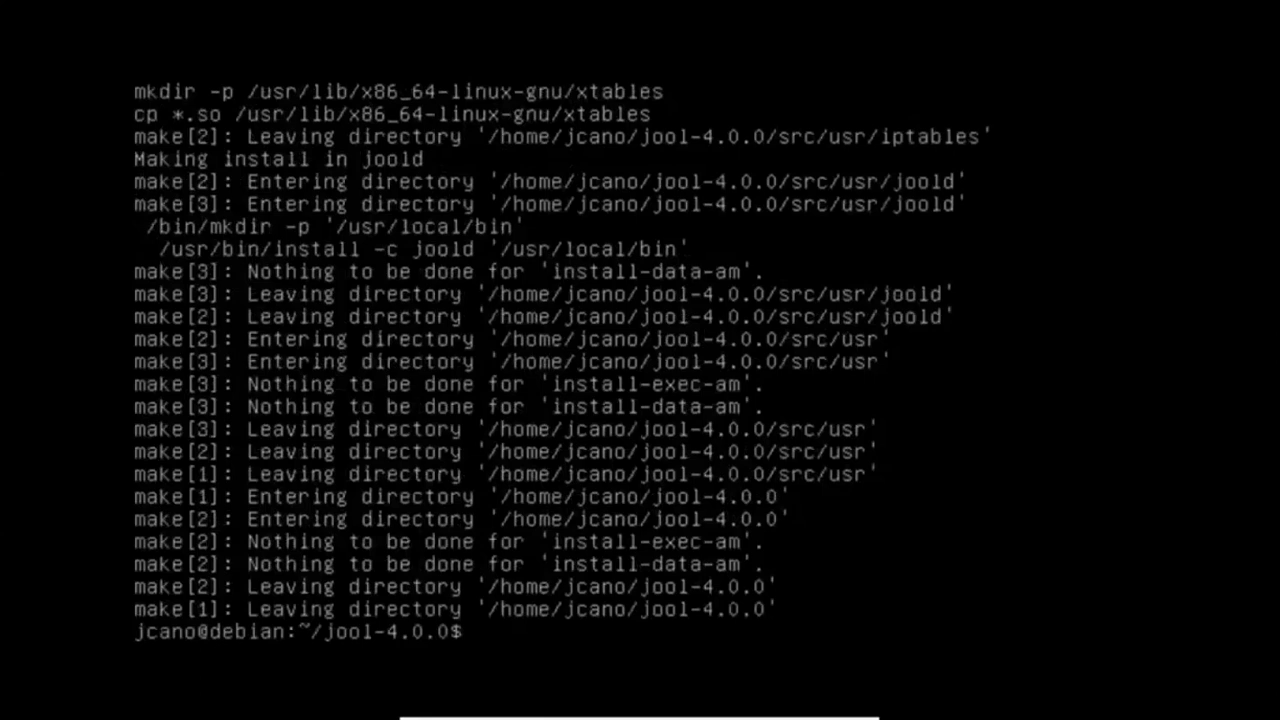 mkdir -p /usr/lib/x86_64-linux-gnu/xtables
cp *.so /usr/lib/x86_64-linux-gnu/xtables
make[2]: Leaving directory '/home/jcano/jool-4.0.0/src/usr/iptables'
Making install in joold
make[2]: Entering directory '/home/jcano/jool-4.0.0/src/usr/joold'
make[3]: Entering directory '/home/jcano/jool-4.0.0/src/usr/joold'
 /bin/mkdir -p '/usr/local/bin'
  /usr/bin/install -c joold '/usr/local/bin'
make[3]: Nothing to be done for 'install-data-am'.
make[3]: Leaving directory '/home/jcano/jool-4.0.0/src/usr/joold'
make[2]: Leaving directory '/home/jcano/jool-4.0.0/src/usr/joold'
make[2]: Entering directory '/home/jcano/jool-4.0.0/src/usr'
make[3]: Entering directory '/home/jcano/jool-4.0.0/src/usr'
make[3]: Nothing to be done for 'install-exec-am'.
make[3]: Nothing to be done for 'install-data-am'.
make[3]: Leaving directory '/home/jcano/jool-4.0.0/src/usr'
make[2]: Leaving directory '/home/jcano/jool-4.0.0/src/usr'
make[1]: Leaving directory '/home/jcano/jool-4.0.0/src/usr'
make[1]: Entering directory '/home/jcano/jool-4.0.0'
make[2]: Entering directory '/home/jcano/jool-4.0.0'
make[2]: Nothing to be done for 'install-exec-am'.
make[2]: Nothing to be done for 'install-data-am'.
make[2]: Leaving directory '/home/jcano/jool-4.0.0'
make[1]: Leaving directory '/home/jcano/jool-4.0.0'
jcano@debian:~/jool-4.0.0$